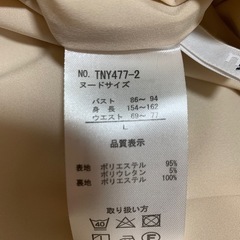 NO. TNY477-2
ヌードサイズ
バスト 86~ 94
身長 154~162
ウエスト 69~ 77
L
品質表示
表地 ポリエステル 95%
ポリウレタン 5%
裏地 ポリエステル 100%
取り扱い方